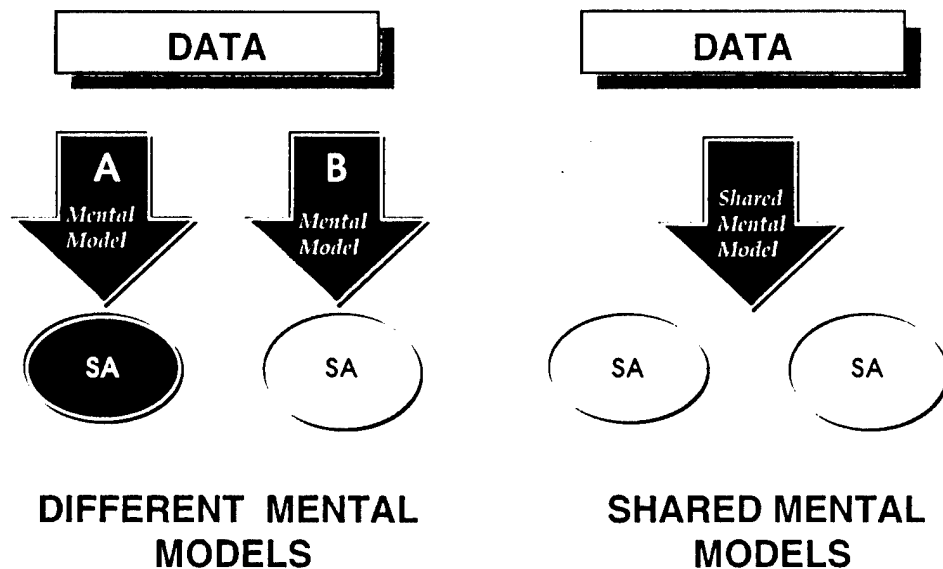 DATA
A
Mental
Model
B
Mental
Model
SA
SA
DIFFERENT MENTAL
MODELS
DATA
Shared
Mental
Model
SA
SA
SHARED MENTAL
MODELS